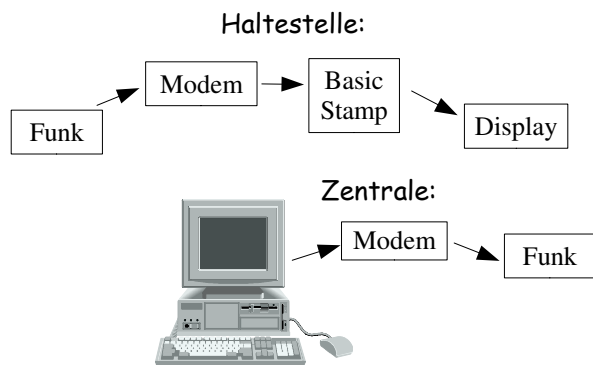 Haltestelle:
Funk
Modem
Basic
Stamp
Display
Zentrale:
Modem
Funk